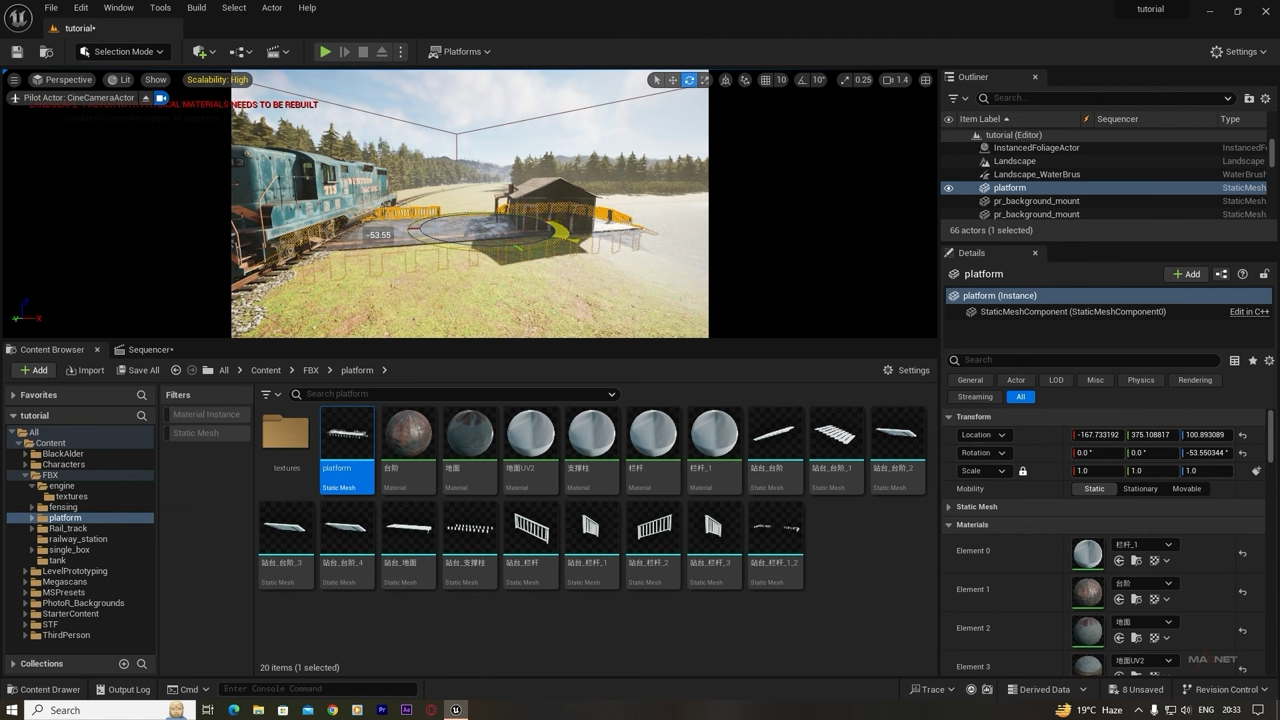 File Edit Window Tools Build Select Actor Help
tutorial
tutorial*
Selection Mode
Platforms
Settings
Perspective Lit Show Scalability: High
10 10° 0.25 1.4
Pilot Actor: CineCameraActor
NEEDS TO BE REBUILT
-53.55
Outliner
Search...
Item Label Sequencer Type
tutorial (Editor)
InstancedFoliageActor InstancedF
Landscape Landscape
Landscape_WaterBrus WaterBrush
platform StaticMesh
pr_background_mount StaticMesh
pr_background_mount StaticMesh
66 actors (1 selected)
Details
platform
Add
platform (Instance)
StaticMeshComponent (StaticMeshComponent0) Edit in C++
Search
General Actor LOD Misc Physics Rendering
Streaming All
Transform
Location -167.733192 375.108817 100.893089
Rotation 0.0 ° 0.0 ° -53.550344 °
Scale 1.0 1.0 1.0
Mobility Static Stationary Movable
Static Mesh
Materials
Element 0 栏杆_1
Element 1 台阶
Element 2 地面
Element 3 地面UV2
Content Browser Sequencer*
Add Import Save All All Content FBX platform Settings
Favorites
tutorial
All
Content
BlackAlder
Characters
FBX
engine
textures
fensing
platform
Rail_track
railway_station
single_box
tank
LevelPrototyping
Megascans
MSPresets
PhotoR_Backgrounds
StarterContent
STF
ThirdPerson
Collections
Filters
Material Instance
Static Mesh
Search platform
textures platform 台阶 地面 地面UV2 支撑柱 栏杆 栏杆_1 站台_台阶 站台_台阶_1 站台_台阶_2
Static Mesh Material Material Material Material Material Material Static Mesh Static Mesh Static Mesh
站台_台阶_3 站台_台阶_4 站台_地面 站台_支撑柱 站台_栏杆 站台_栏杆_1 站台_栏杆_2 站台_栏杆_3 站台_栏杆_1_2
Static Mesh Static Mesh Static Mesh Static Mesh Static Mesh Static Mesh Static Mesh Static Mesh Static Mesh
20 items (1 selected)
Content Drawer Output Log Cmd Enter Console Command Trace Derived Data 8 Unsaved Revision Control
Search 19°C Haze ENG 20:33